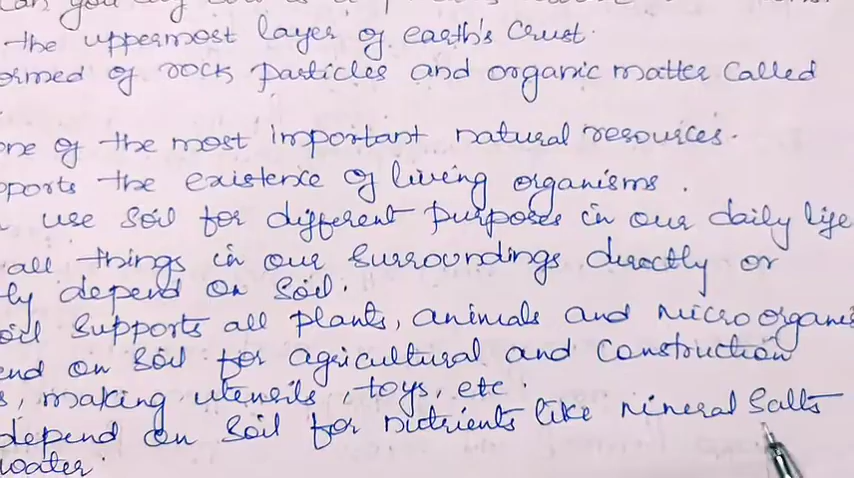 the uppermost layer of earth's crust.
ormed of rock particles and organic matter called
one of the most important natural resources.
pports the existence of living organisms.
use soil for different purposes in our daily life
all things in our surroundings directly or
tly depend on soil.
oil supports all plants, animals and micro organis
end on soil for agricultural and construction
s, making utensils, toys, etc.
depend on soil for nutrients like mineral salts
water.